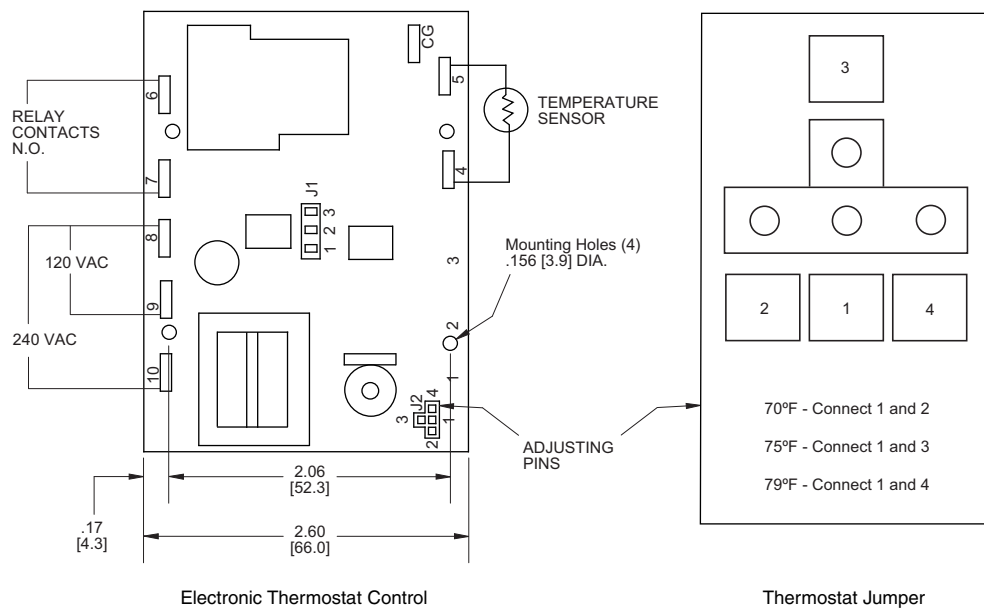 CG
5
6
RELAY
CONTACTS
N.O.
TEMPERATURE
SENSOR
4
7
J1
3
2
1
8
120 VAC
9
240 VAC
10
Mounting Holes (4)
.156 [3.9] DIA.
3
2
1
J2
4
3
1
2
ADJUSTING
PINS
2.06
[52.3]
.17
[4.3]
2.60
[66.0]
Electronic Thermostat Control
3
2
1
4
70ºF - Connect 1 and 2
75ºF - Connect 1 and 3
79ºF - Connect 1 and 4
Thermostat Jumper